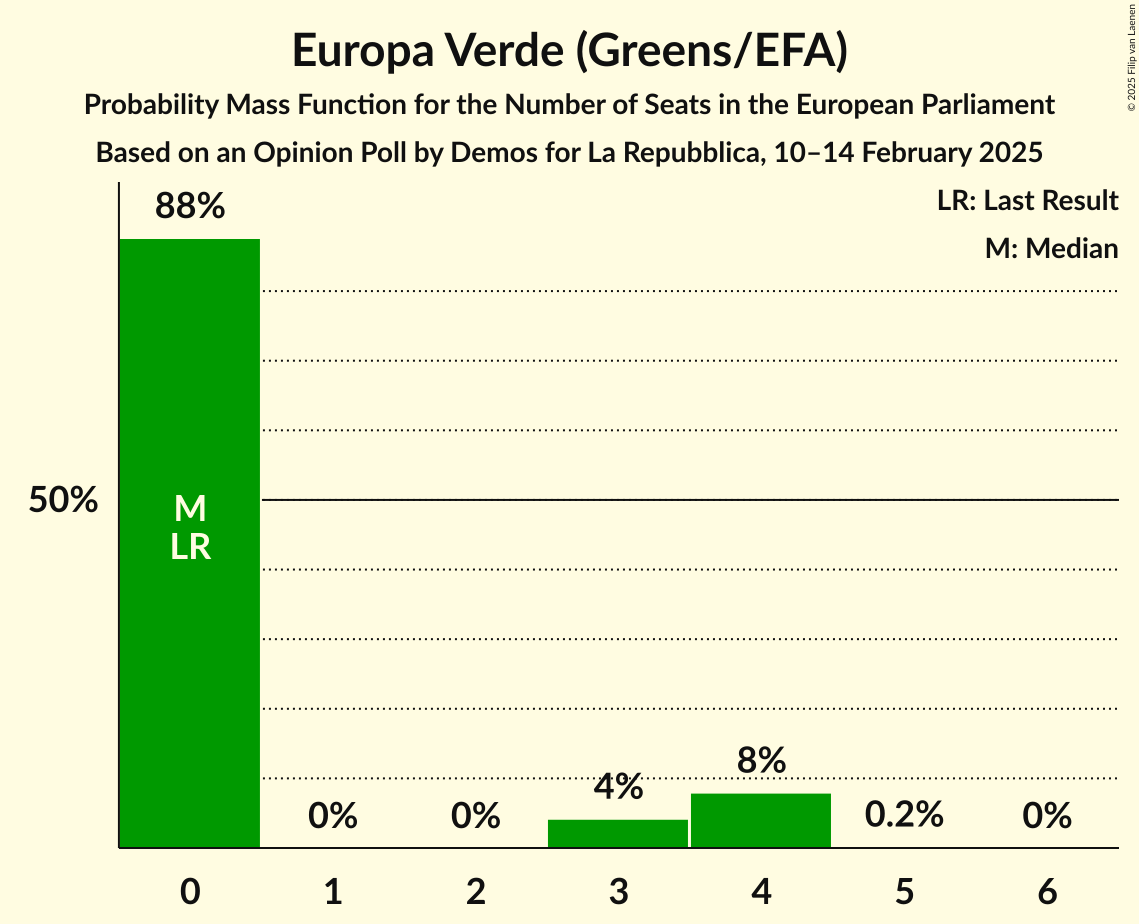 Europa Verde (Greens/EFA)
Probability Mass Function for the Number of Seats in the European Parliament
Based on an Opinion Poll by Demos for La Repubblica, 10–14 February 2025
© 2025 Filip van Laenen
LR: Last Result
M: Median
88%
50%
M
LR
0%
0%
4%
8%
0.2%
0%
0
1
2
3
4
5
6